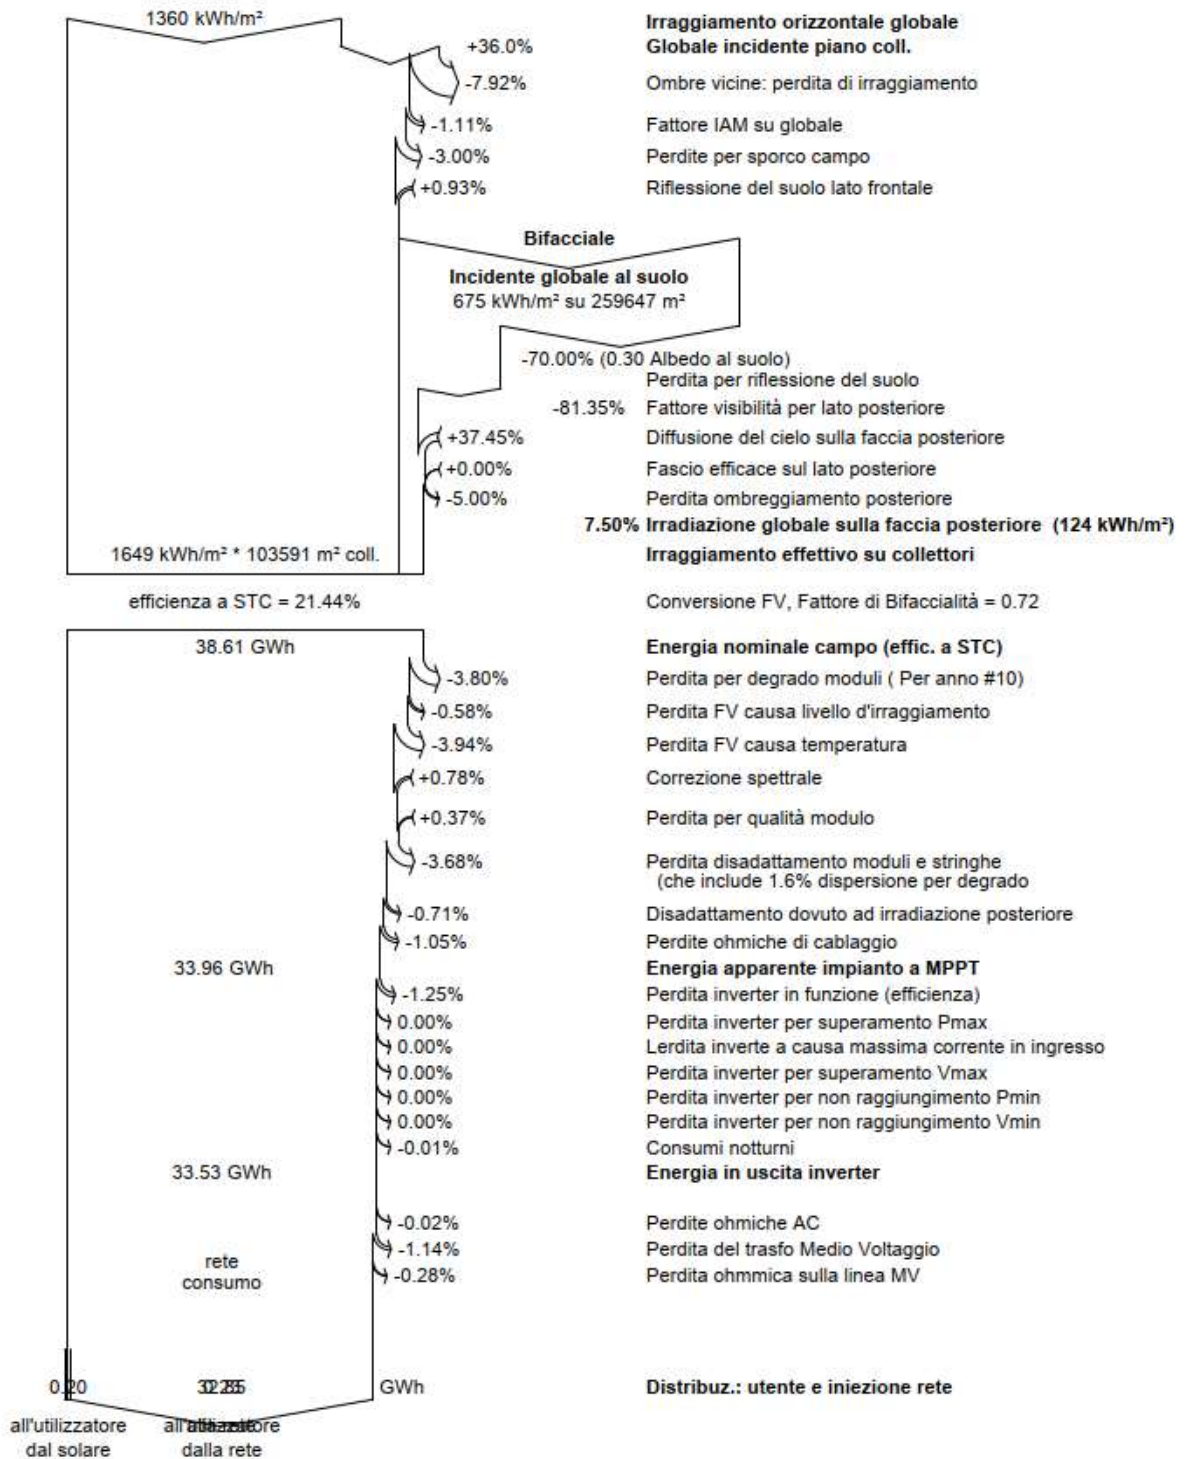 1360 kWh/m² Irraggiamento orizzontale globale
+36.0% Globale incidente piano coll.
-7.92% Ombre vicine: perdita di irraggiamento
-1.11% Fattore IAM su globale
-3.00% Perdite per sporco campo
+0.93% Riflessione del suolo lato frontale
Bifacciale
Incidente globale al suolo
675 kWh/m² su 259647 m²
-70.00% (0.30 Albedo al suolo)
Perdita per riflessione del suolo
-81.35% Fattore visibilità per lato posteriore
+37.45% Diffusione del cielo sulla faccia posteriore
+0.00% Fascio efficace sul lato posteriore
-5.00% Perdita ombreggiamento posteriore
7.50% Irradiazione globale sulla faccia posteriore (124 kWh/m²)
1649 kWh/m² * 103591 m² coll. Irraggiamento effettivo su collettori
efficienza a STC = 21.44% Conversione FV, Fattore di Bifaccialità = 0.72
38.61 GWh Energia nominale campo (effic. a STC)
-3.80% Perdita per degrado moduli ( Per anno #10)
-0.58% Perdita FV causa livello d'irraggiamento
-3.94% Perdita FV causa temperatura
+0.78% Correzione spettrale
+0.37% Perdita per qualità modulo
-3.68% Perdita disadattamento moduli e stringhe
(che include 1.6% dispersione per degrado
-0.71% Disadattamento dovuto ad irradiazione posteriore
-1.05% Perdite ohmiche di cablaggio
33.96 GWh Energia apparente impianto a MPPT
-1.25% Perdita inverter in funzione (efficienza)
0.00% Perdita inverter per superamento Pmax
0.00% Lerdita inverte a causa massima corrente in ingresso
0.00% Perdita inverter per superamento Vmax
0.00% Perdita inverter per non raggiungimento Pmin
0.00% Perdita inverter per non raggiungimento Vmin
-0.01% Consumi notturni
33.53 GWh Energia in uscita inverter
-0.02% Perdite ohmiche AC
-1.14% Perdita del trasfo Medio Voltaggio
rete
consumo
-0.28% Perdita ohmmica sulla linea MV
0.20 GWh Distribuz.: utente e iniezione rete
all'utilizzatore
dal solare dalla rete